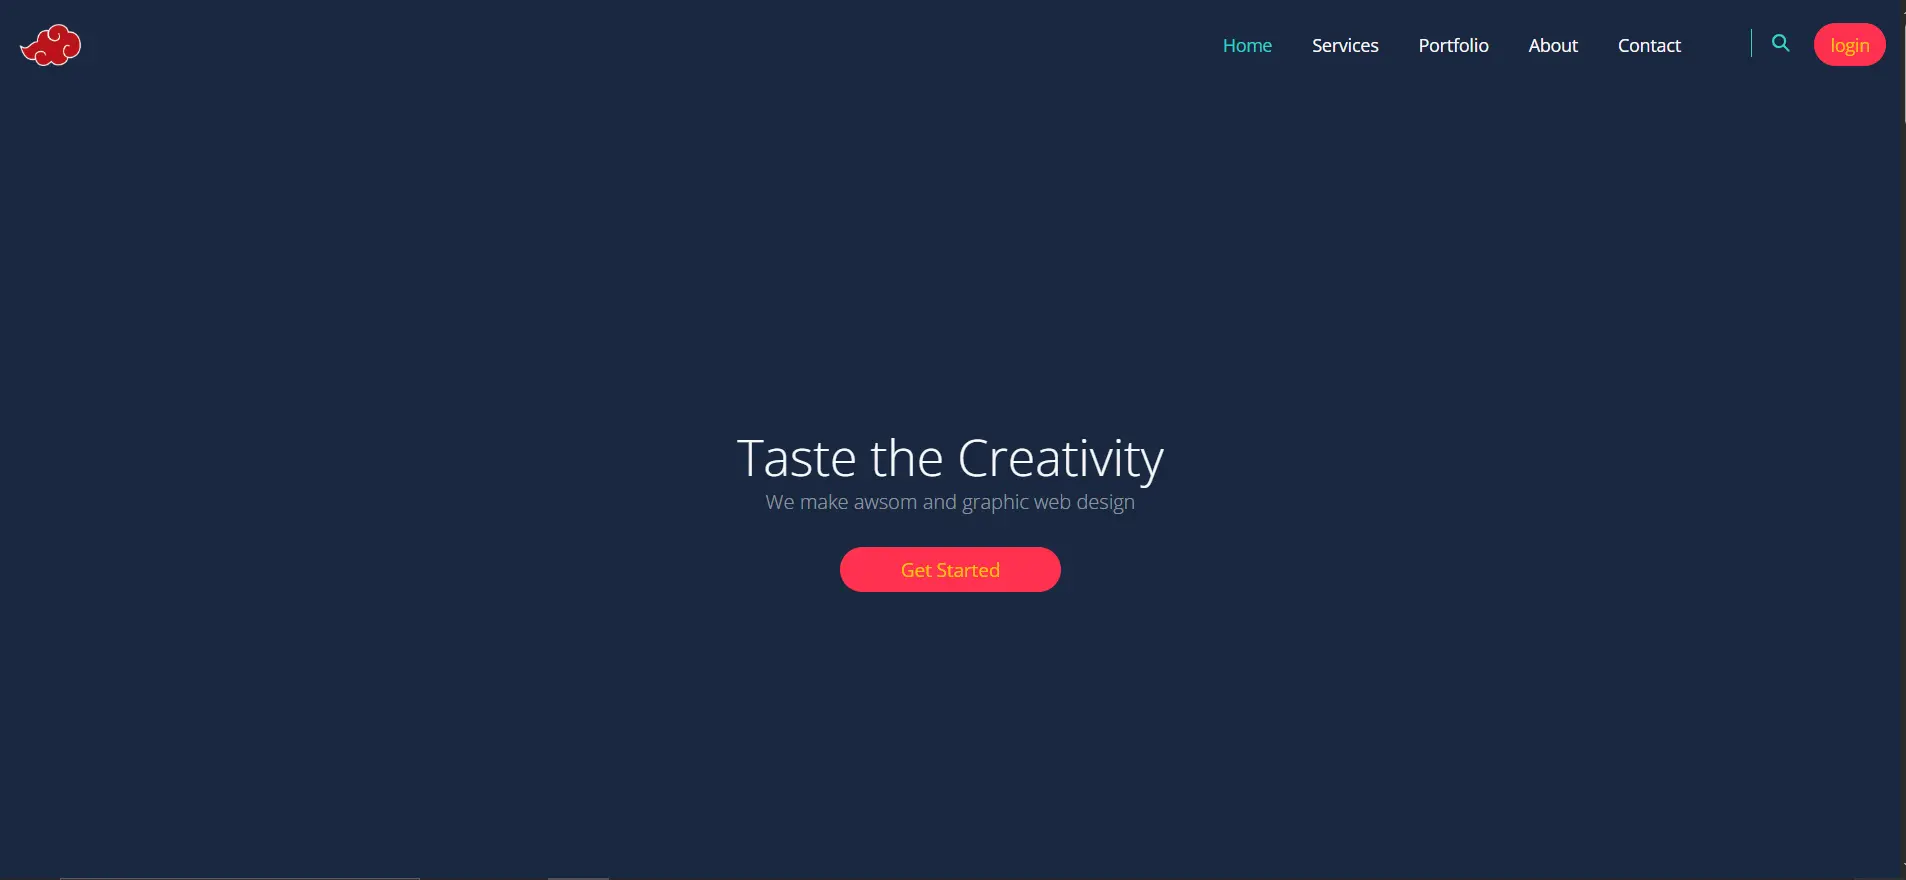 Home Services Portfolio About Contact login
Taste the Creativity
We make awsom and graphic web design
Get Started